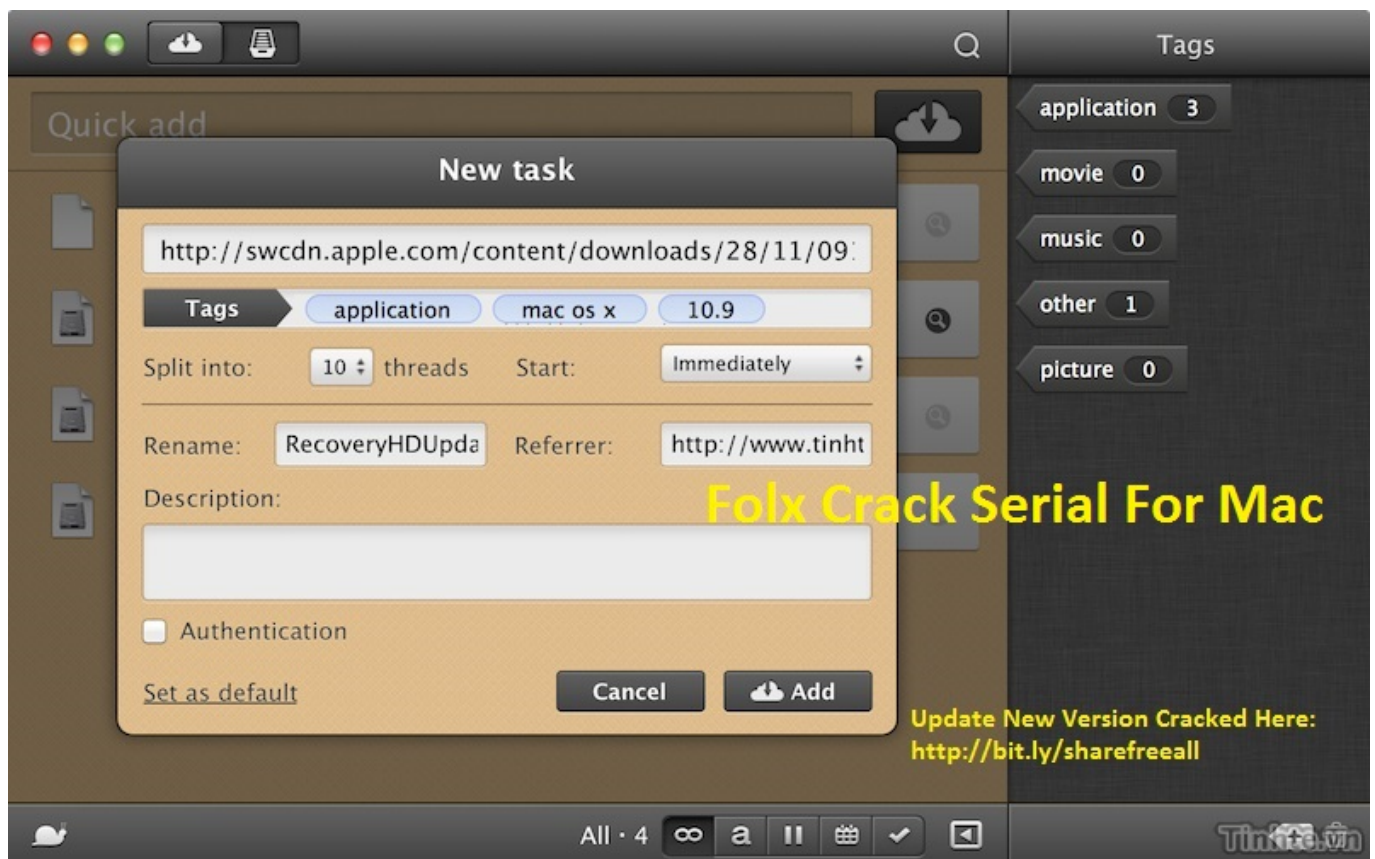 Tags
Quick add
application 3
movie 0
music 0
other 1
picture 0
New task
http://swcdn.apple.com/content/downloads/28/11/09
Tags application mac os x 10.9
Split into: 10 threads Start: Immediately
Rename: RecoveryHDUpda Referrer: http://www.tinht
Description:
Folx Crack Serial For Mac
Authentication
Set as default Cancel Add
Update New Version Cracked Here:
http://bit.ly/sharefreeall
All · 4 ∞ a